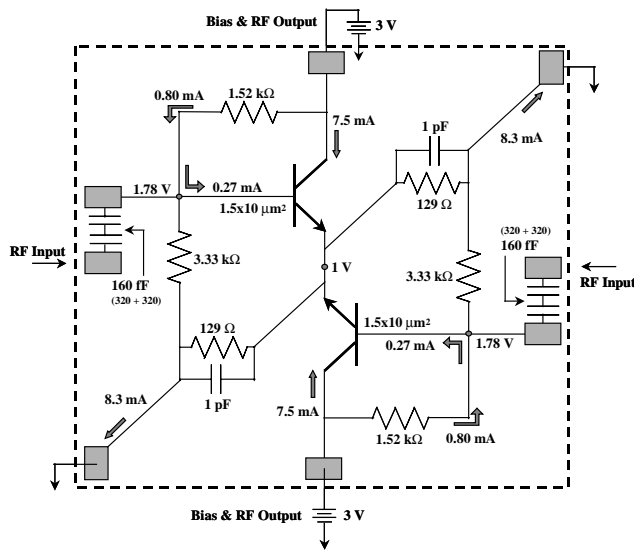 Bias & RF Output
3 V
0.80 mA
1.52 kΩ
7.5 mA
1 pF
8.3 mA
129 Ω
1.78 V
0.27 mA
1.5x10 μm²
RF Input
160 fF
(320 + 320)
3.33 kΩ
1 V
3.33 kΩ
(320 + 320)
160 fF
RF Input
129 Ω
1 pF
8.3 mA
1.5x10 μm²
0.27 mA
1.78 V
7.5 mA
1.52 kΩ
0.80 mA
Bias & RF Output
3 V